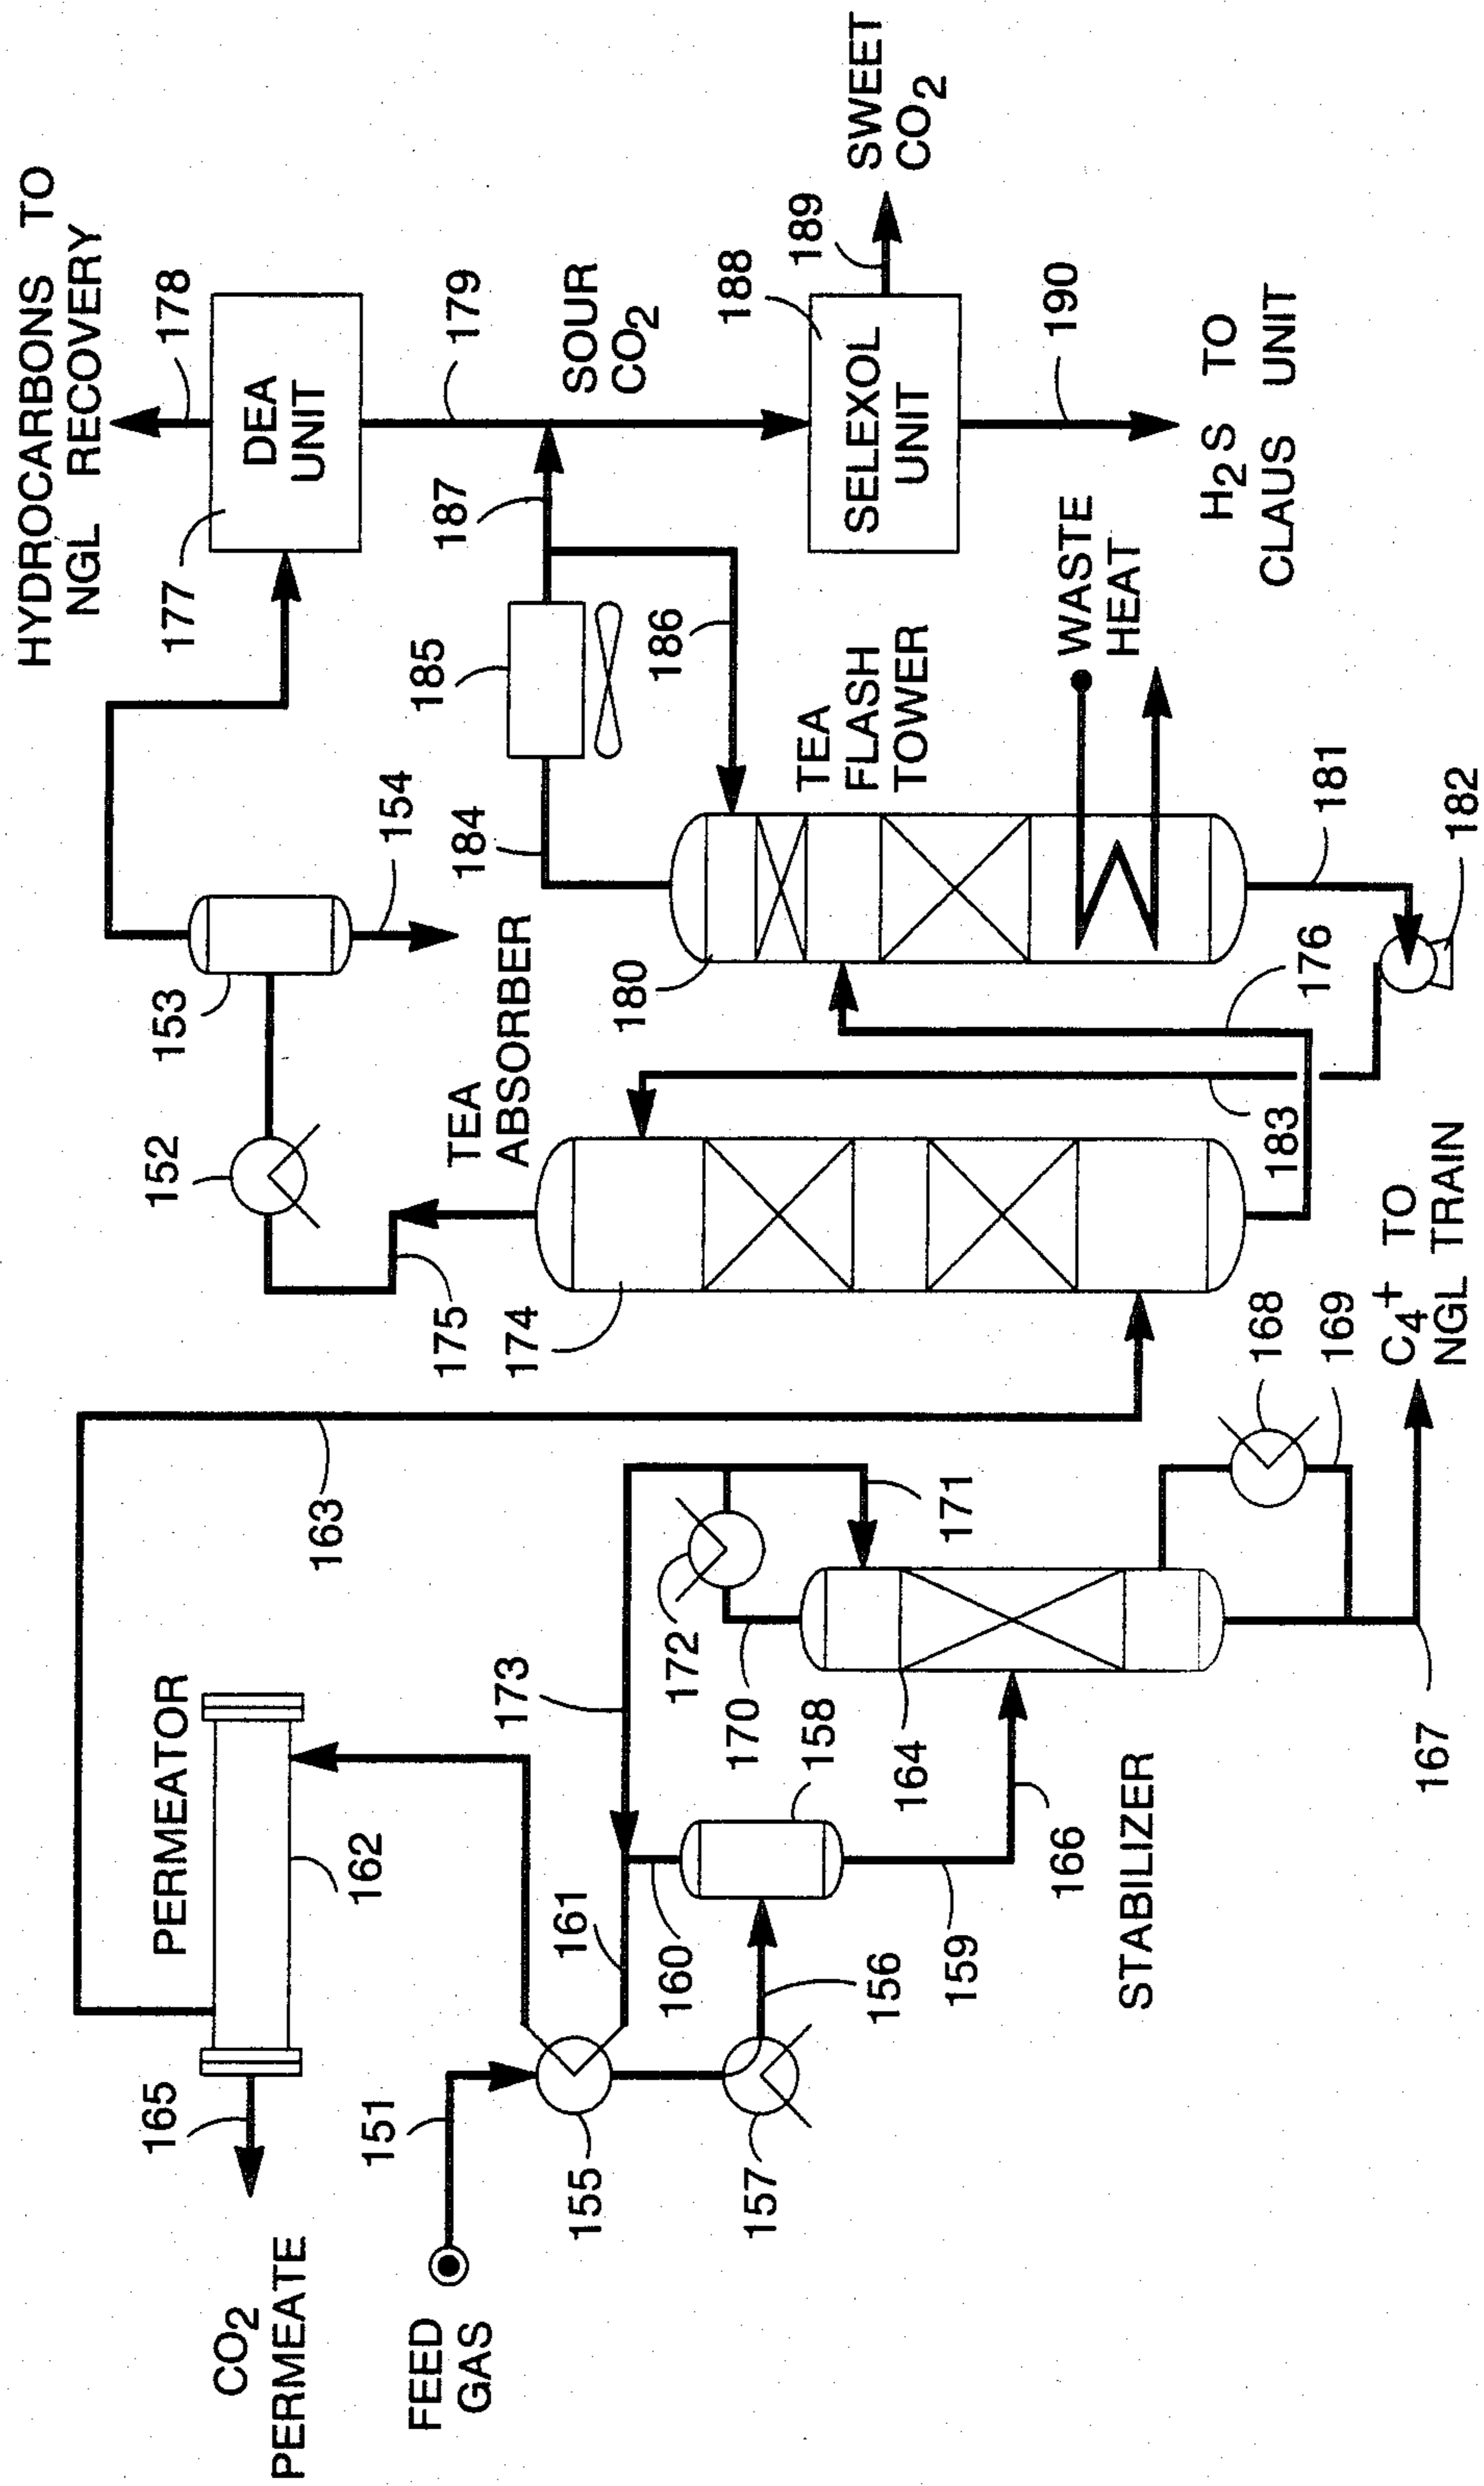 CO2
PERMEATE
165
PERMEATOR
162
FEED
GAS
151
155
157
161
160
156
159
158
173
172
170
164
166
171
STABILIZER
167
168
169
C4+ TO
NGL TRAIN
163
152
153
154
175
174
TEA
ABSORBER
183
176
180
184
185
186
187
TEA
FLASH
TOWER
WASTE
HEAT
181
182
HYDROCARBONS TO
NGL RECOVERY
177
178
DEA
UNIT
179
SOUR
CO2
188
SELEXOL
UNIT
189
SWEET
CO2
190
H2S TO
CLAUS UNIT